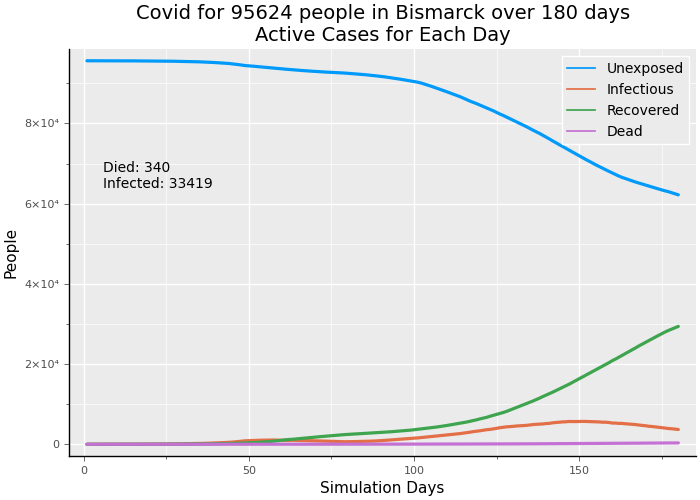 Covid for 95624 people in Bismarck over 180 days
Active Cases for Each Day
Unexposed
Infectious
Recovered
Dead
Died: 340
Infected: 33419
8×10⁴
6×10⁴
4×10⁴
2×10⁴
0
People
0 50 100 150
Simulation Days